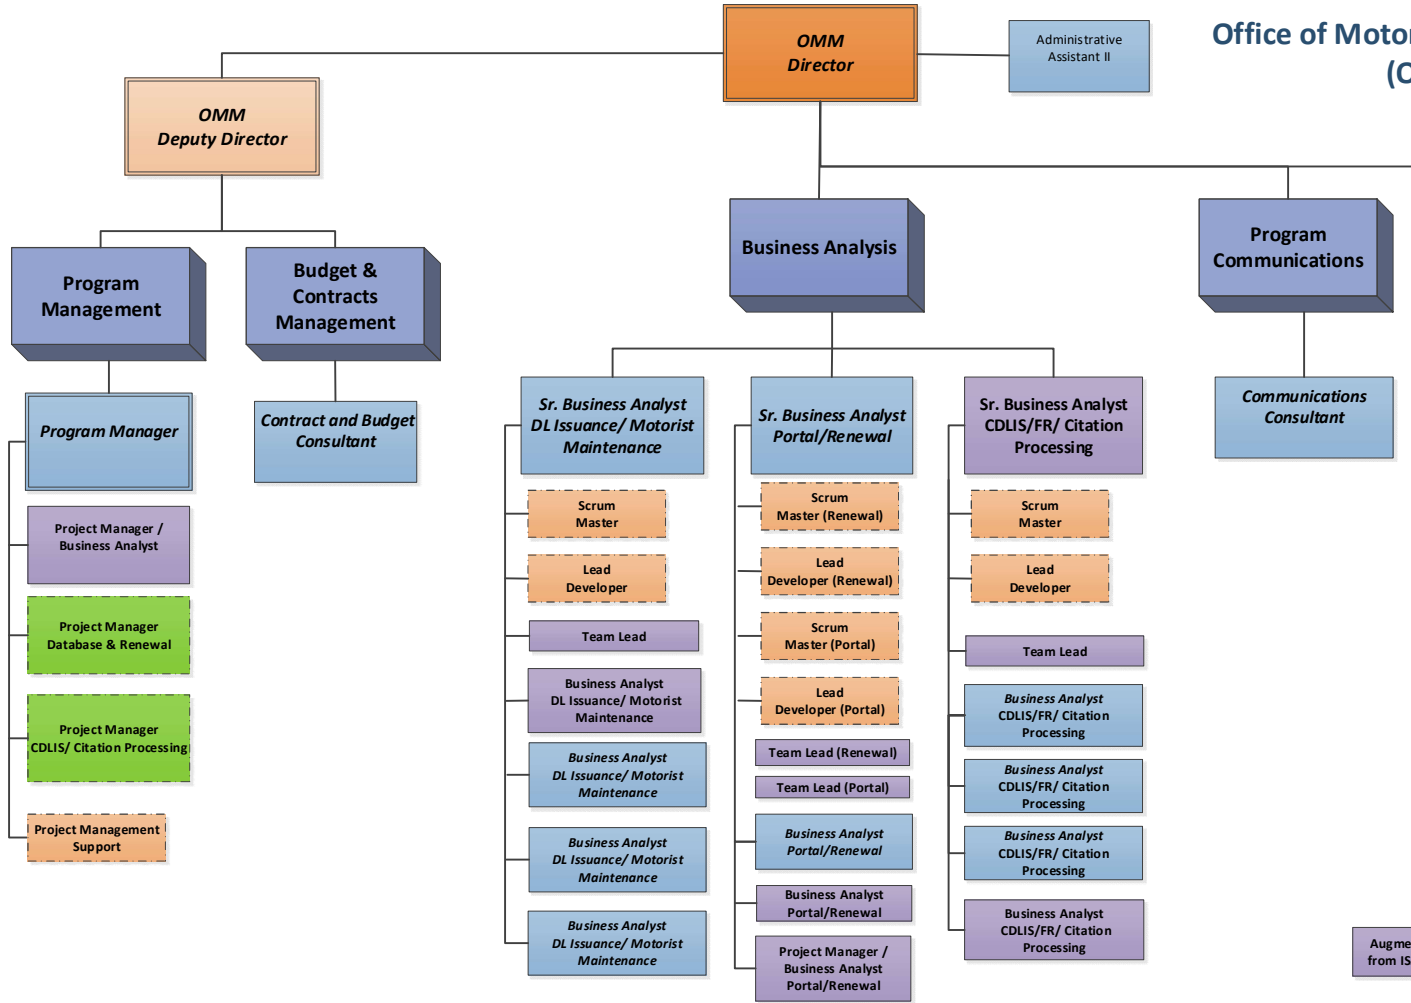 OMM
Director
Administrative
Assistant II
Office of Motor
(O
OMM
Deputy Director
Program
Management
Budget &
Contracts
Management
Business Analysis
Program
Communications
Program Manager
Contract and Budget
Consultant
Sr. Business Analyst
DL Issuance/ Motorist
Maintenance
Sr. Business Analyst
Portal/Renewal
Sr. Business Analyst
CDLIS/FR/ Citation
Processing
Communications
Consultant
Project Manager /
Business Analyst
Project Manager
Database & Renewal
Project Manager
CDLIS/ Citation Processing
Project Management
Support
Scrum
Master
Lead
Developer
Team Lead
Business Analyst
DL Issuance/ Motorist
Maintenance
Business Analyst
DL Issuance/ Motorist
Maintenance
Business Analyst
DL Issuance/ Motorist
Maintenance
Business Analyst
DL Issuance/ Motorist
Maintenance
Scrum
Master (Renewal)
Lead
Developer (Renewal)
Scrum
Master (Portal)
Lead
Developer (Portal)
Team Lead (Renewal)
Team Lead (Portal)
Business Analyst
Portal/Renewal
Business Analyst
Portal/Renewal
Project Manager /
Business Analyst
Portal/Renewal
Scrum
Master
Lead
Developer
Team Lead
Business Analyst
CDLIS/FR/ Citation
Processing
Business Analyst
CDLIS/FR/ Citation
Processing
Business Analyst
CDLIS/FR/ Citation
Processing
Business Analyst
CDLIS/FR/ Citation
Processing
Augme
from IS